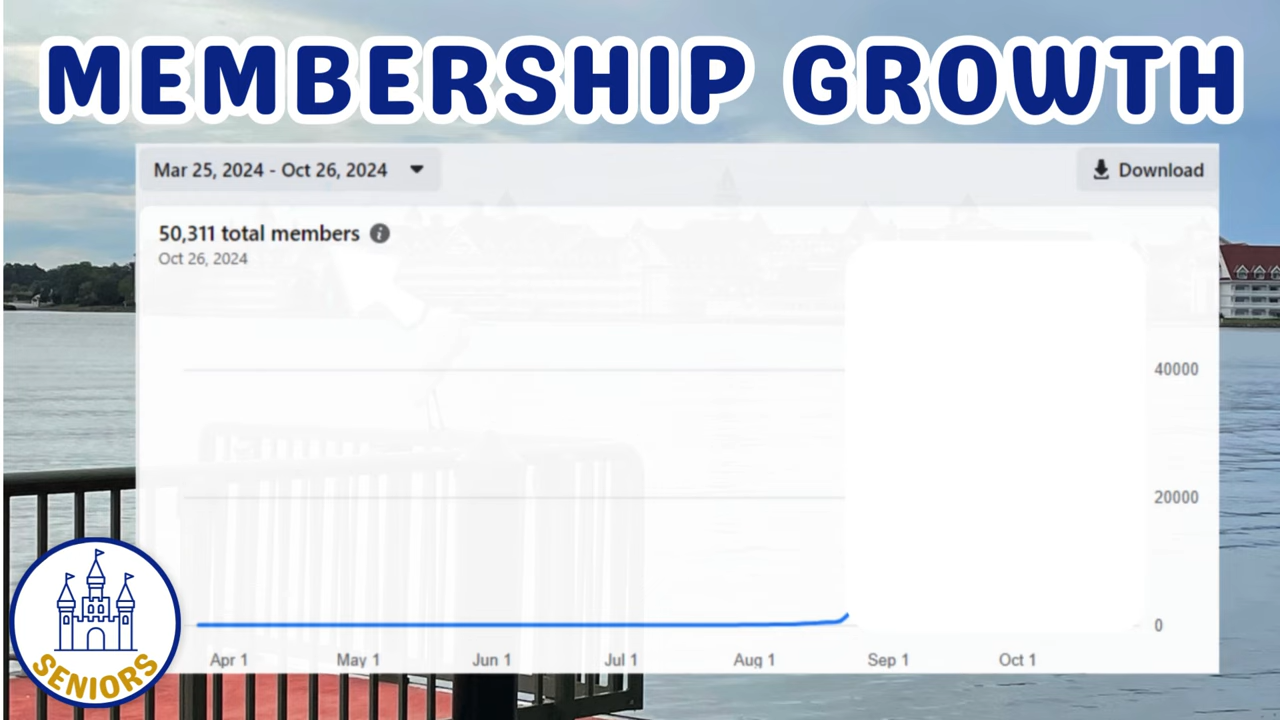 MEMBERSHIP GROWTH
Mar 25, 2024 - Oct 26, 2024
Download
50,311 total members
Oct 26, 2024
40000
20000
0
Apr 1 May 1 Jun 1 Jul 1 Aug 1 Sep 1 Oct 1
SENIORS